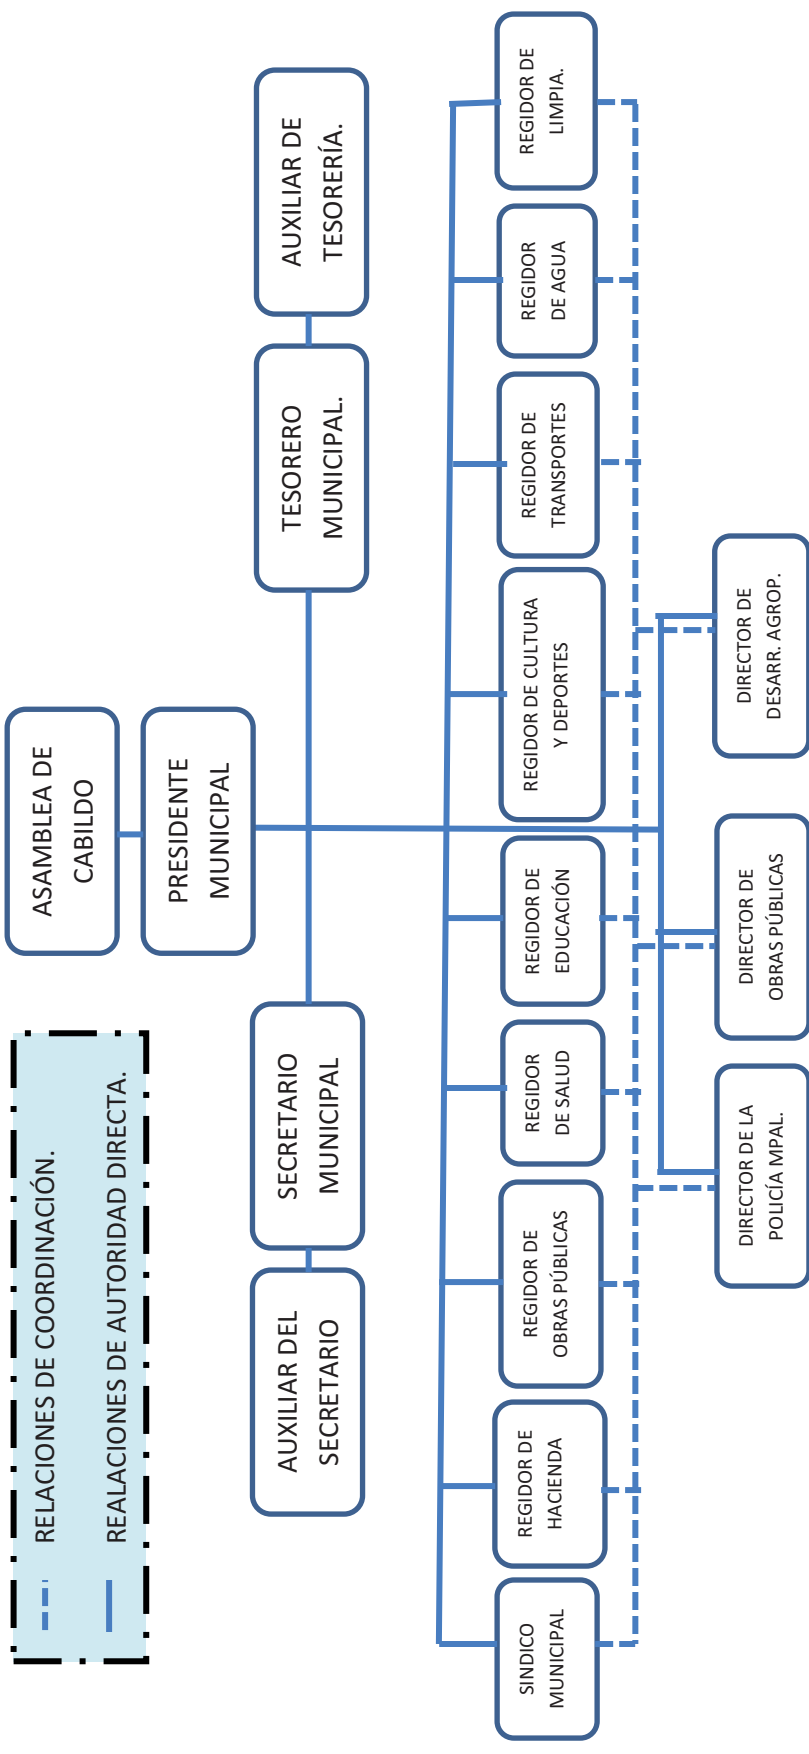 RELACIONES DE COORDINACIÓN.
REALACIONES DE AUTORIDAD DIRECTA.
ASAMBLEA DE
CABILDO
PRESIDENTE
MUNICIPAL
AUXILIAR DEL
SECRETARIO
SECRETARIO
MUNICIPAL
TESORERO
MUNICIPAL.
AUXILIAR DE
TESORERÍA.
SINDICO
MUNICIPAL
REGIDOR DE
HACIENDA
REGIDOR DE
OBRAS PÚBLICAS
REGIDOR
DE SALUD
REGIDOR DE
EDUCACIÓN
REGIDOR DE CULTURA
Y DEPORTES
REGIDOR DE
TRANSPORTES
REGIDOR
DE AGUA
REGIDOR DE
LIMPIA.
DIRECTOR DE LA
POLICÍA MPAL.
DIRECTOR DE
OBRAS PÚBLICAS
DIRECTOR DE
DESARR. AGROP.